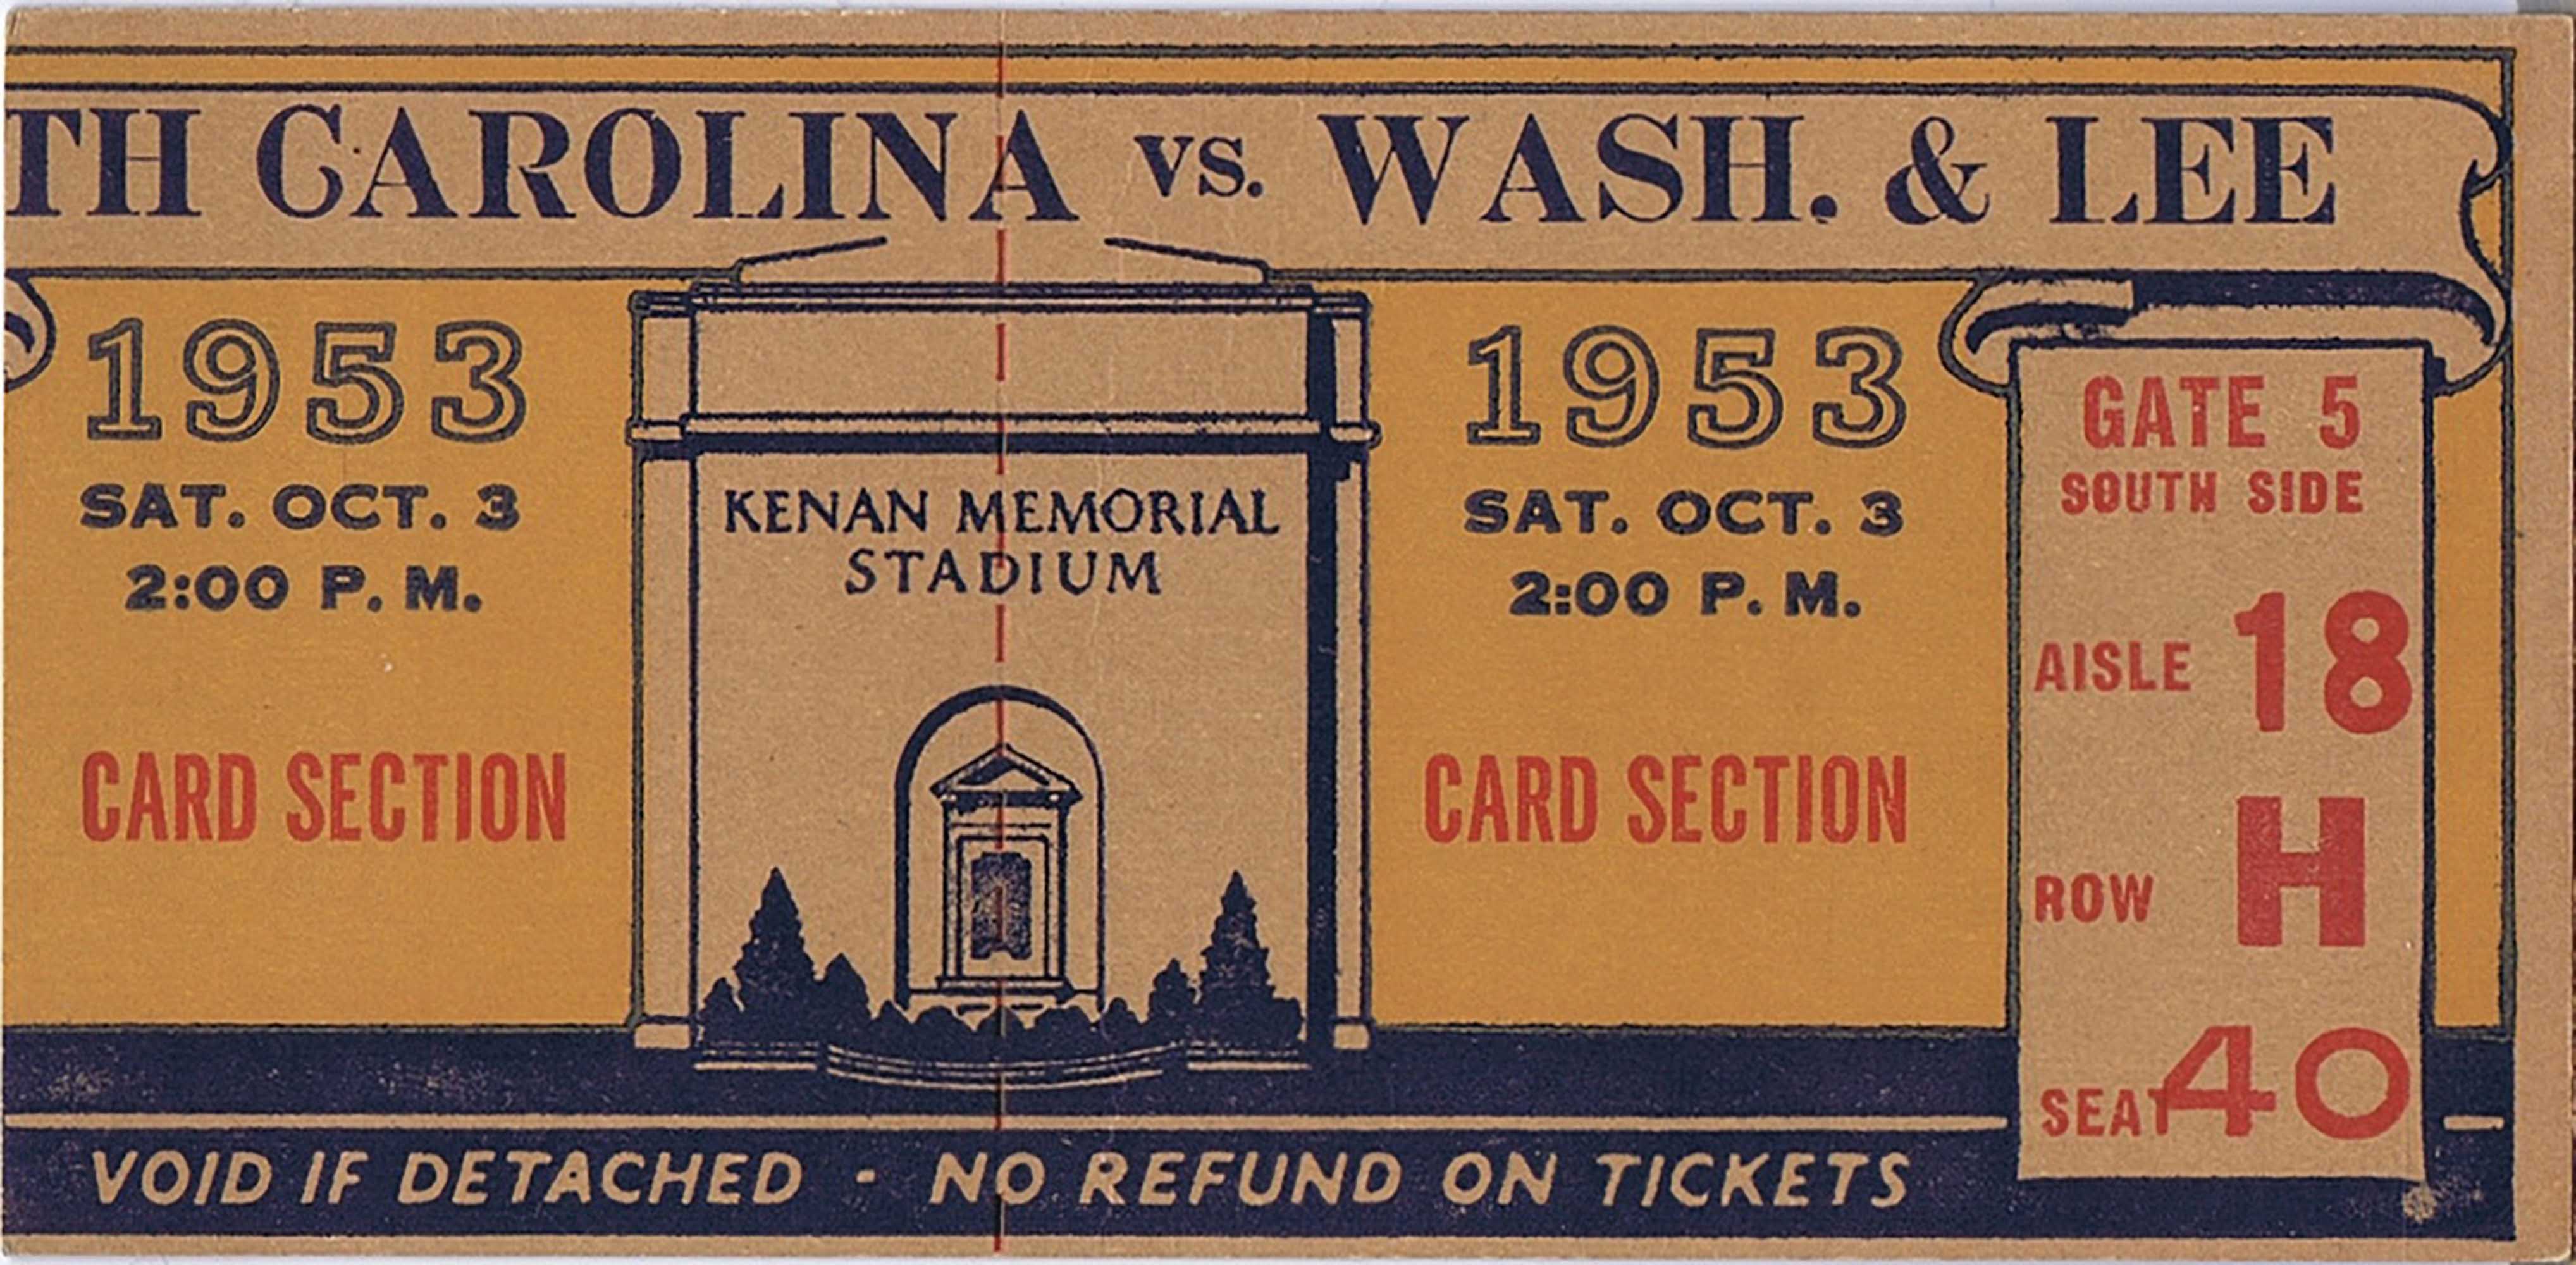 TH CAROLINA vs. WASH. & LEE
1953
SAT. OCT. 3
2:00 P. M.
CARD SECTION
KENAN MEMORIAL
STADIUM
1953
SAT. OCT. 3
2:00 P. M.
CARD SECTION
GATE 5
SOUTH SIDE
AISLE 18
ROW H
SEAT 40
VOID IF DETACHED - NO REFUND ON TICKETS